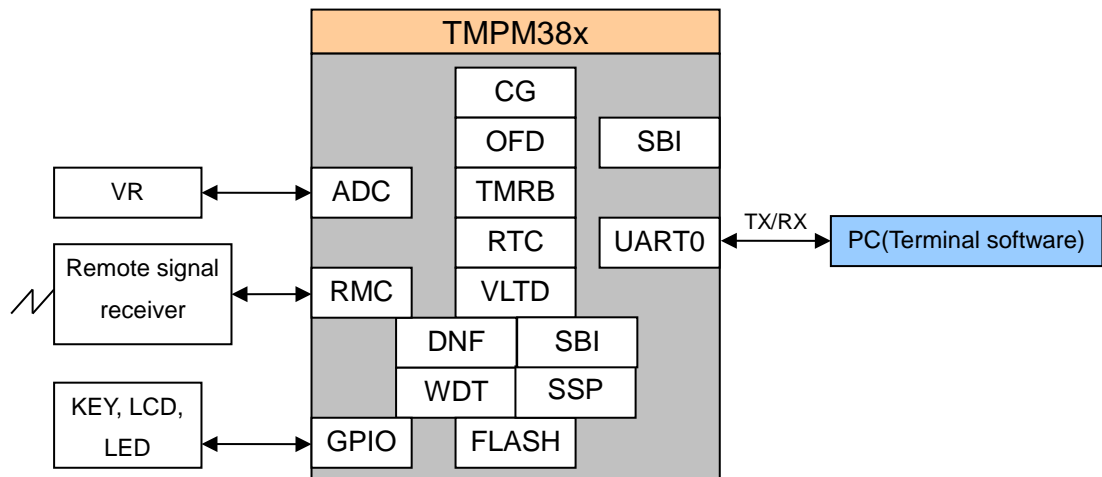 TMPM38x
CG
OFD
SBI
VR
ADC
TMRB
RTC
UART0
TX/RX
PC(Terminal software)
Remote signal
receiver
RMC
VLTD
DNF
SBI
WDT
SSP
KEY, LCD,
LED
GPIO
FLASH